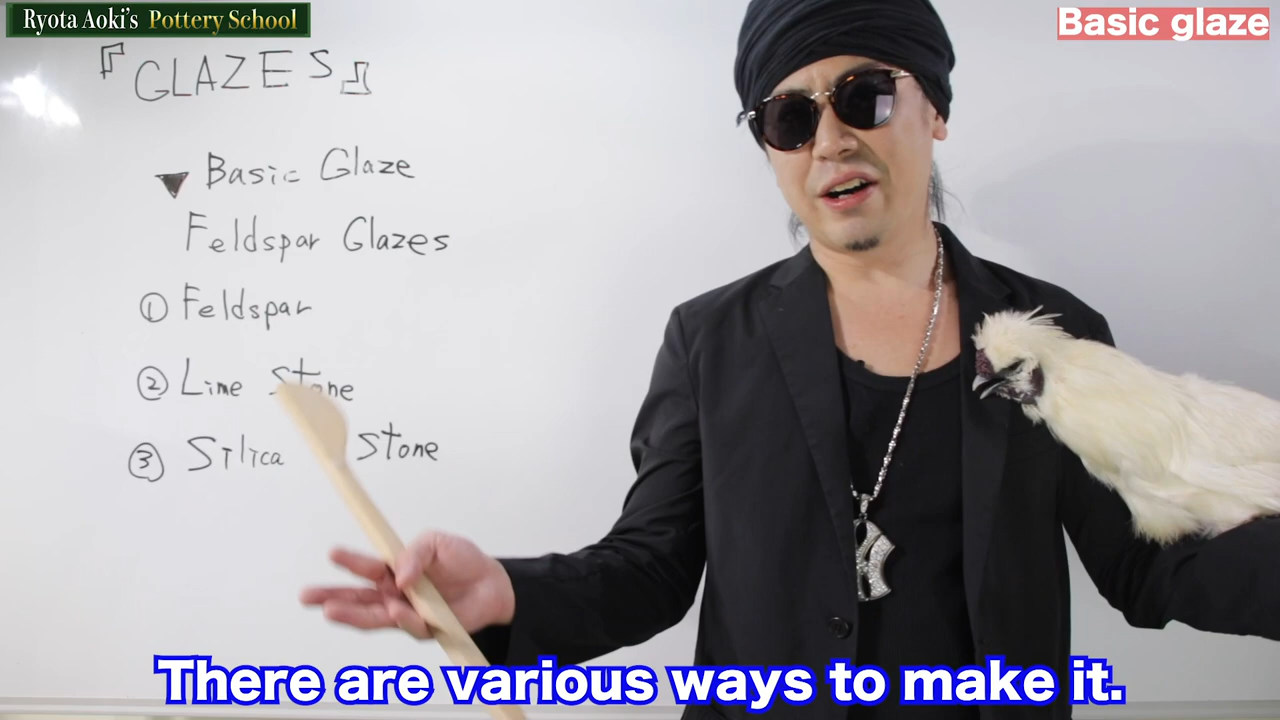 Ryota Aoki's Pottery School
Basic glaze
『GLAZES』
▼ Basic Glaze
Feldspar Glazes
① Feldspar
② Lime Stone
③ Silica Stone
There are various ways to make it.